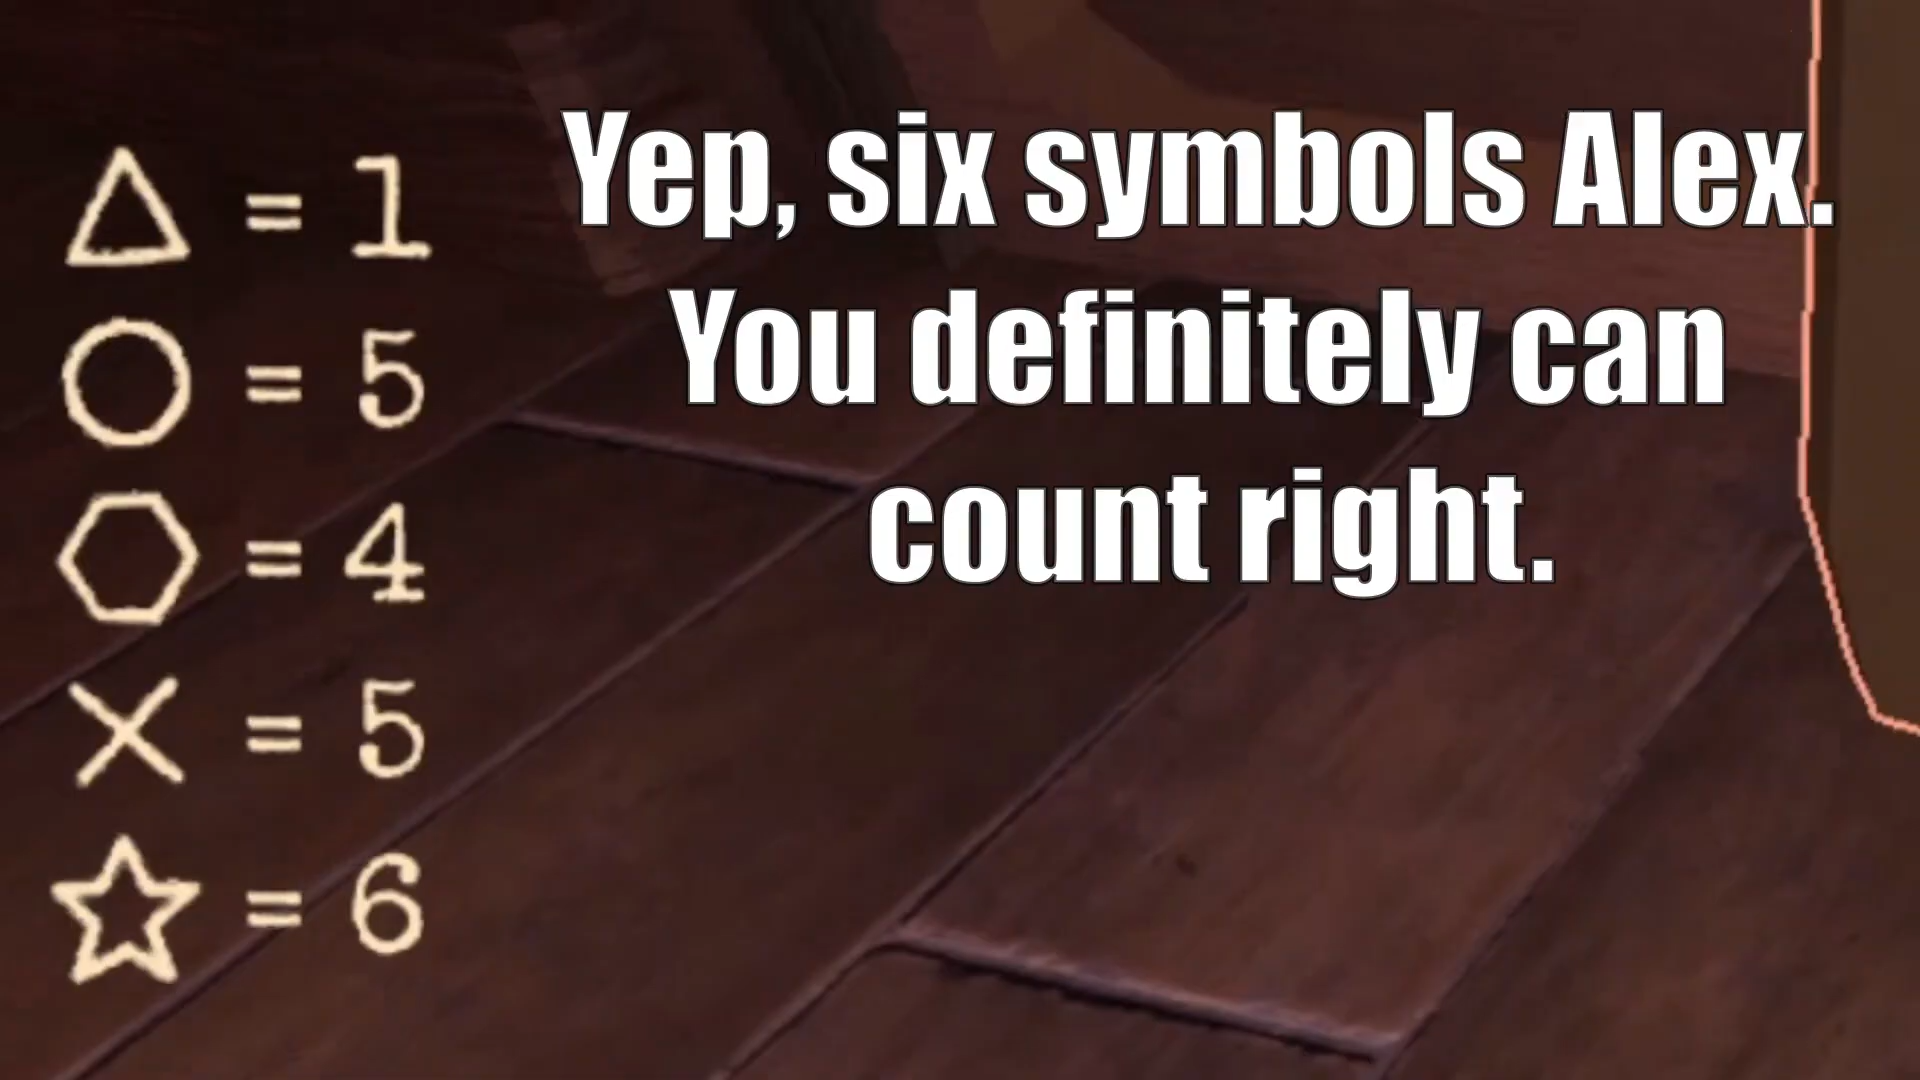 △ = 1
○ = 5
⬡ = 4
✕ = 5
☆ = 6
Yep, six symbols Alex.
You definitely can
count right.